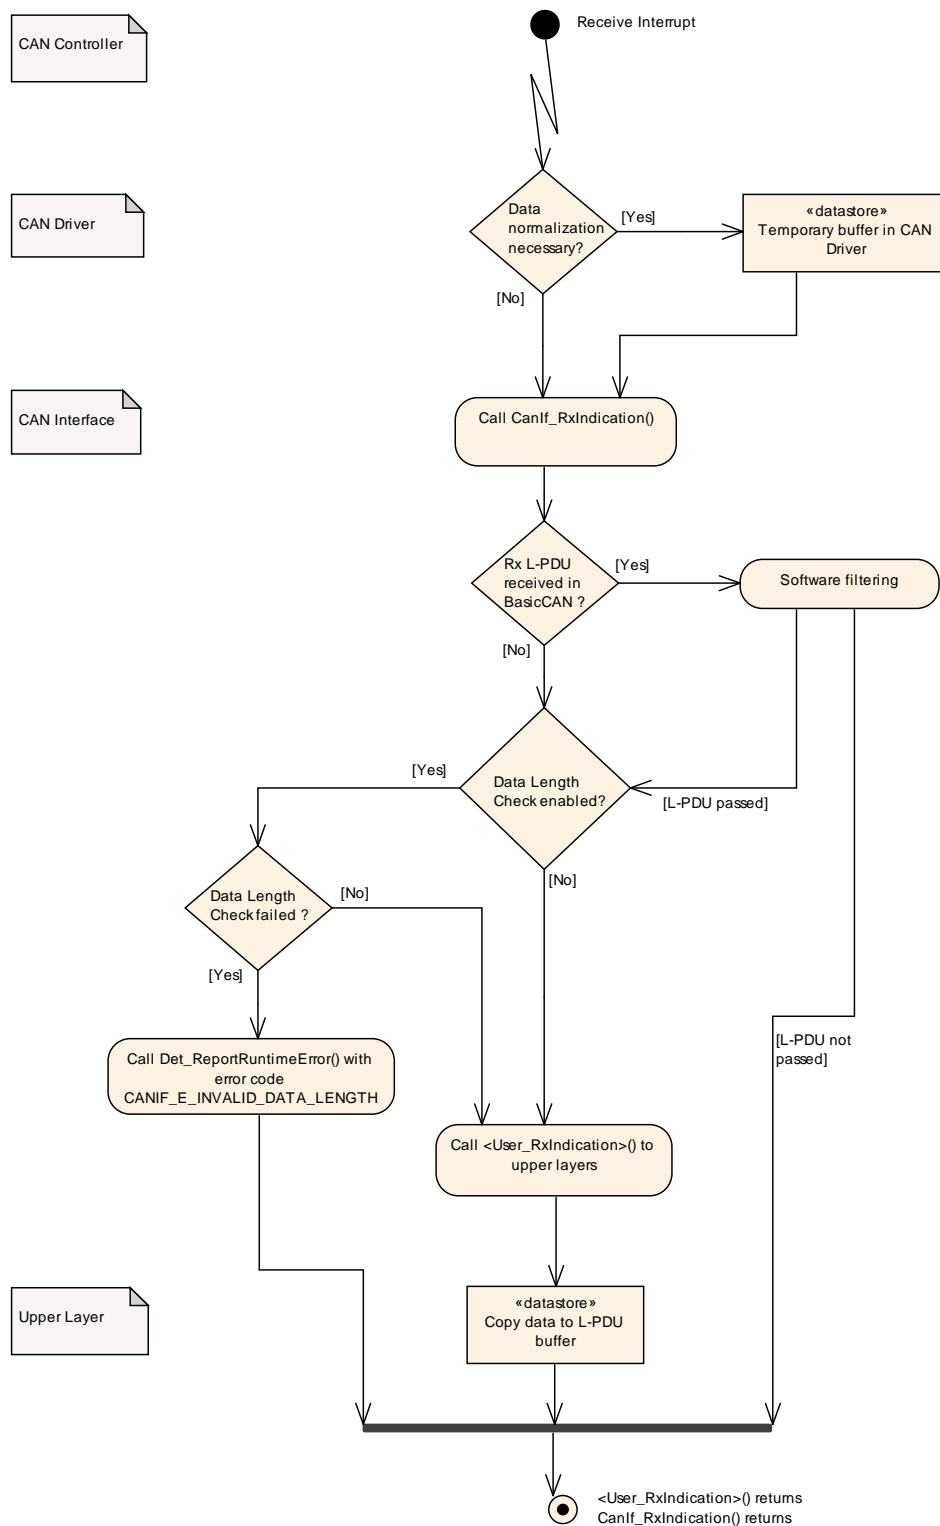 Receive Interrupt
CAN Controller
CAN Driver
Data
normalization
necessary?
[Yes]
«datastore»
Temporary buffer in CAN
Driver
[No]
CAN Interface
Call CanIf_RxIndication()
Rx L-PDU
received in
BasicCAN ?
[Yes]
Software filtering
[No]
[Yes]
Data Length
Check enabled?
[L-PDU passed]
[No]
Data Length
Check failed ?
[No]
[Yes]
[L-PDU not
passed]
Call Det_ReportRuntimeError() with
error code
CANIF_E_INVALID_DATA_LENGTH
Call <User_RxIndication>() to
upper layers
Upper Layer
«datastore»
Copy data to L-PDU
buffer
<User_RxIndication>() returns
CanIf_RxIndication() returns